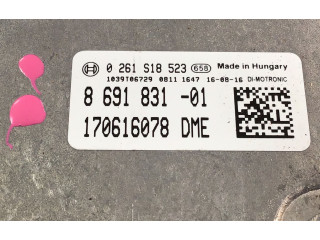 BOSCH 0 261 S18 523 658 Made in Hungary
1039T06729 0811 1647 16-08-16 DI-MOTRONIC
8 691 831 -01
170616078 DME